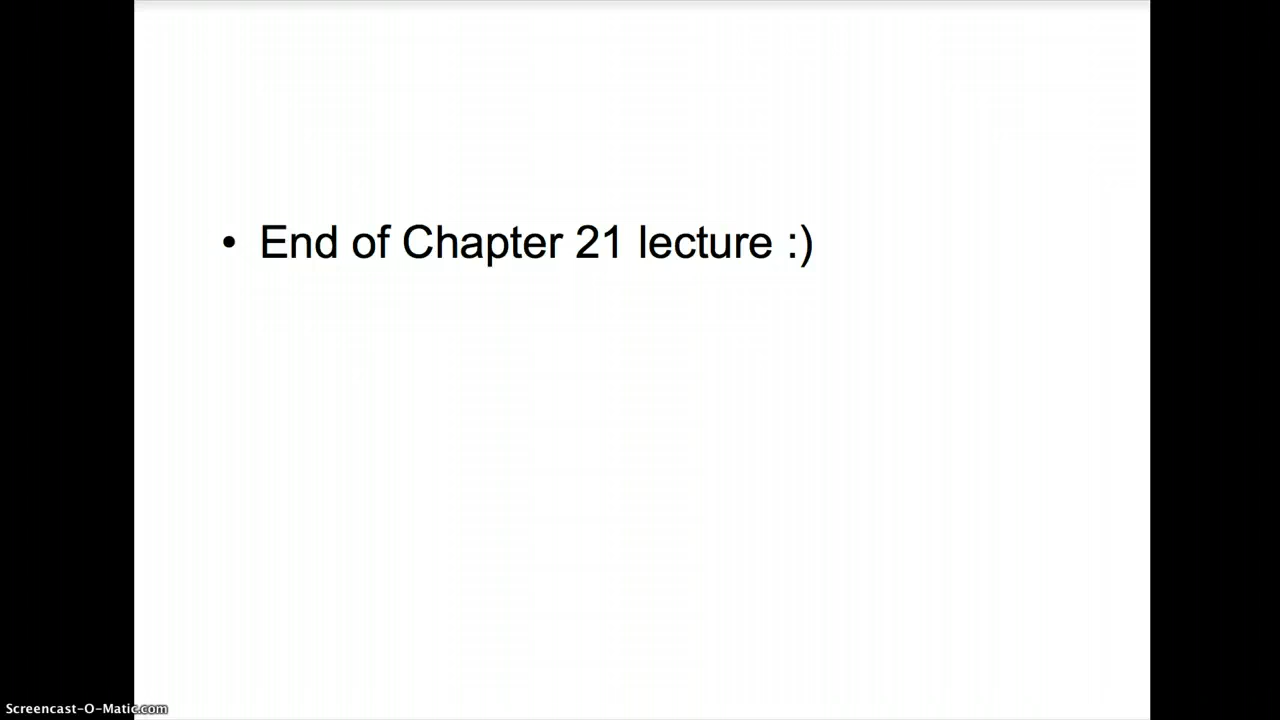 • End of Chapter 21 lecture :)
Screencast-O-Matic.com